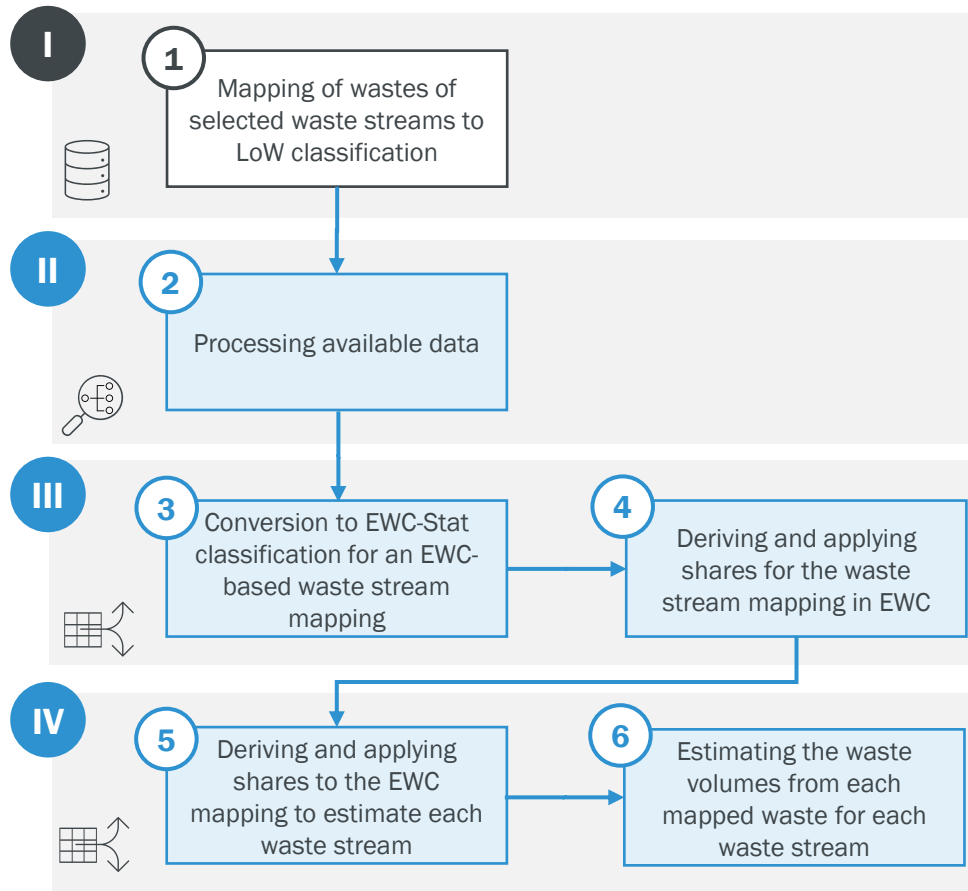 I
1
Mapping of wastes of
selected waste streams to
LoW classification
II
2
Processing available data
III
3
Conversion to EWC-Stat
classification for an EWC-
based waste stream
mapping
4
Deriving and applying
shares for the waste
stream mapping in EWC
IV
5
Deriving and applying
shares to the EWC
mapping to estimate each
waste stream
6
Estimating the waste
volumes from each
mapped waste for each
waste stream